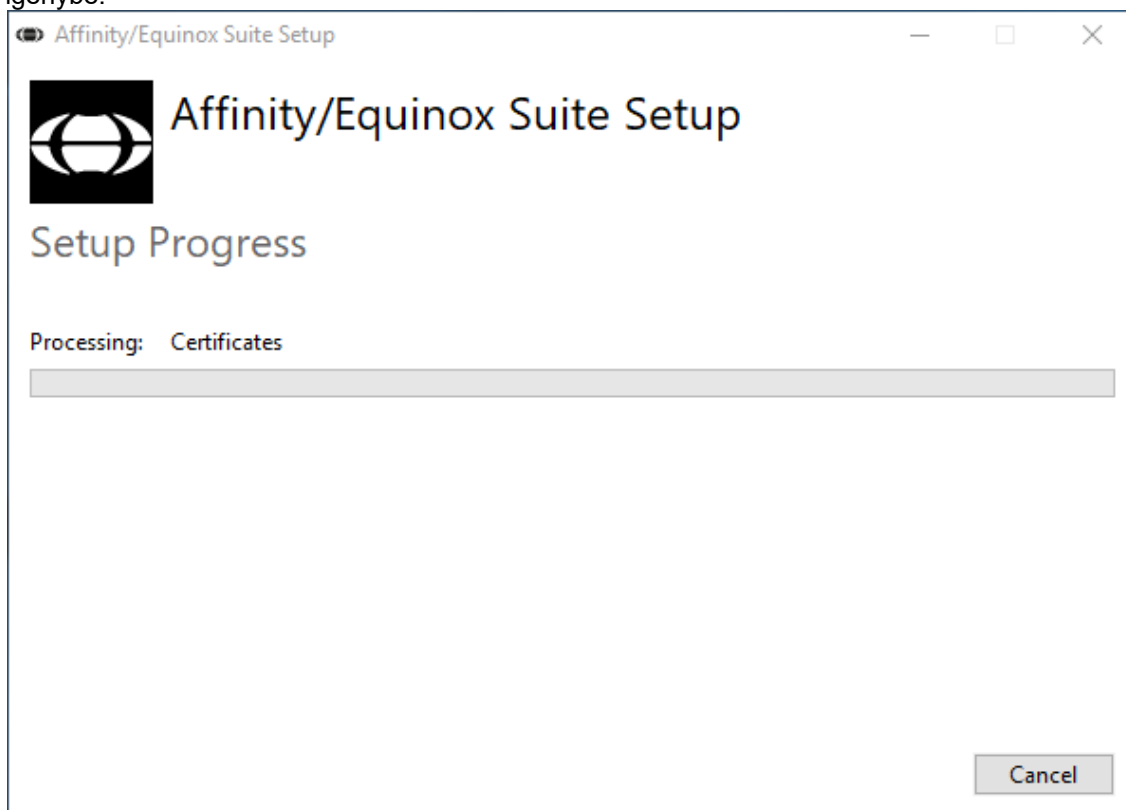 Affinity/Equinox Suite Setup
Affinity/Equinox Suite Setup
Setup Progress
Processing: Certificates
Cancel